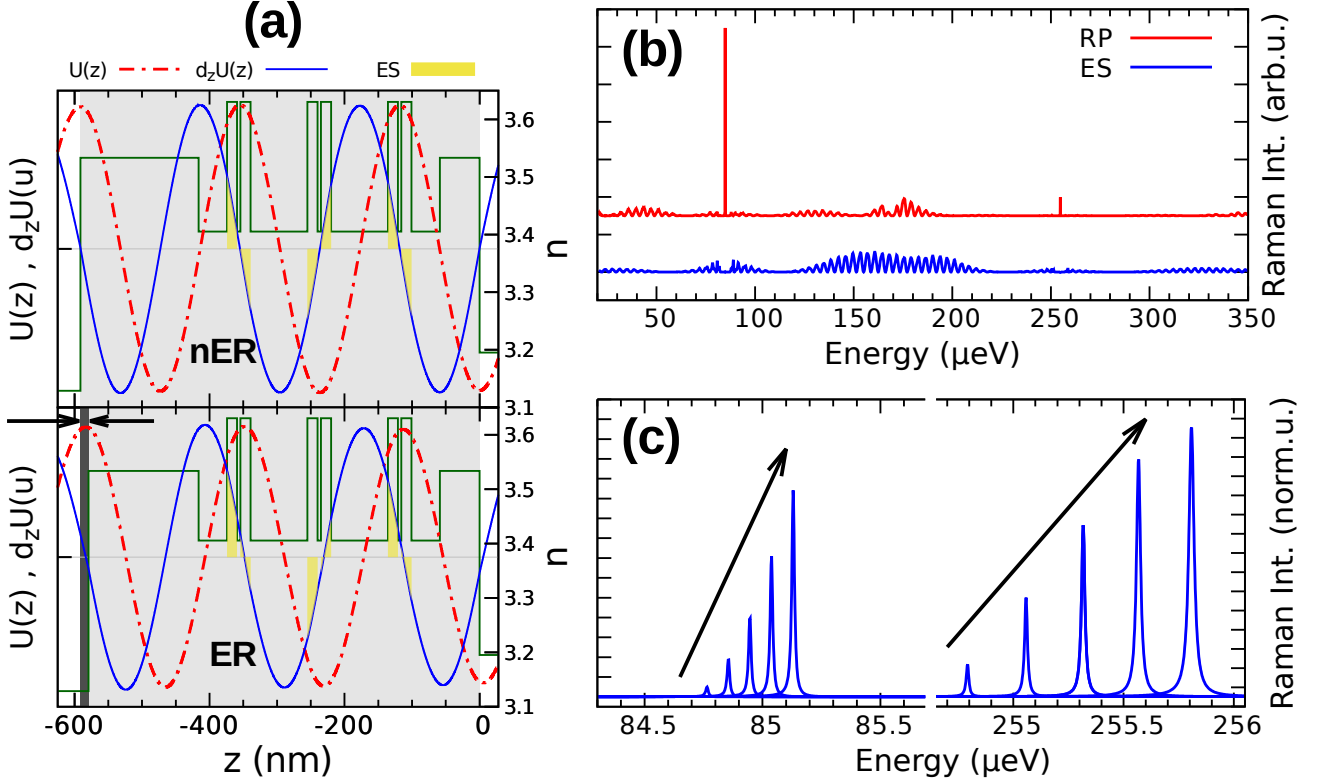 (a)
U(z) dzU(z) ES
U(z) , dzU(u)
3.6
3.5
3.4
3.3
3.2
3.1
n
nER
U(z) , dzU(u)
3.6
3.5
3.4
3.3
3.2
3.1
n
ER
-600 -400 -200 0
z (nm)
(b)
RP
ES
Raman Int. (arb.u.)
50 100 150 200 250 300 350
Energy (μeV)
(c)
Raman Int. (norm.u.)
84.5 85 85.5 255 255.5 256
Energy (μeV)